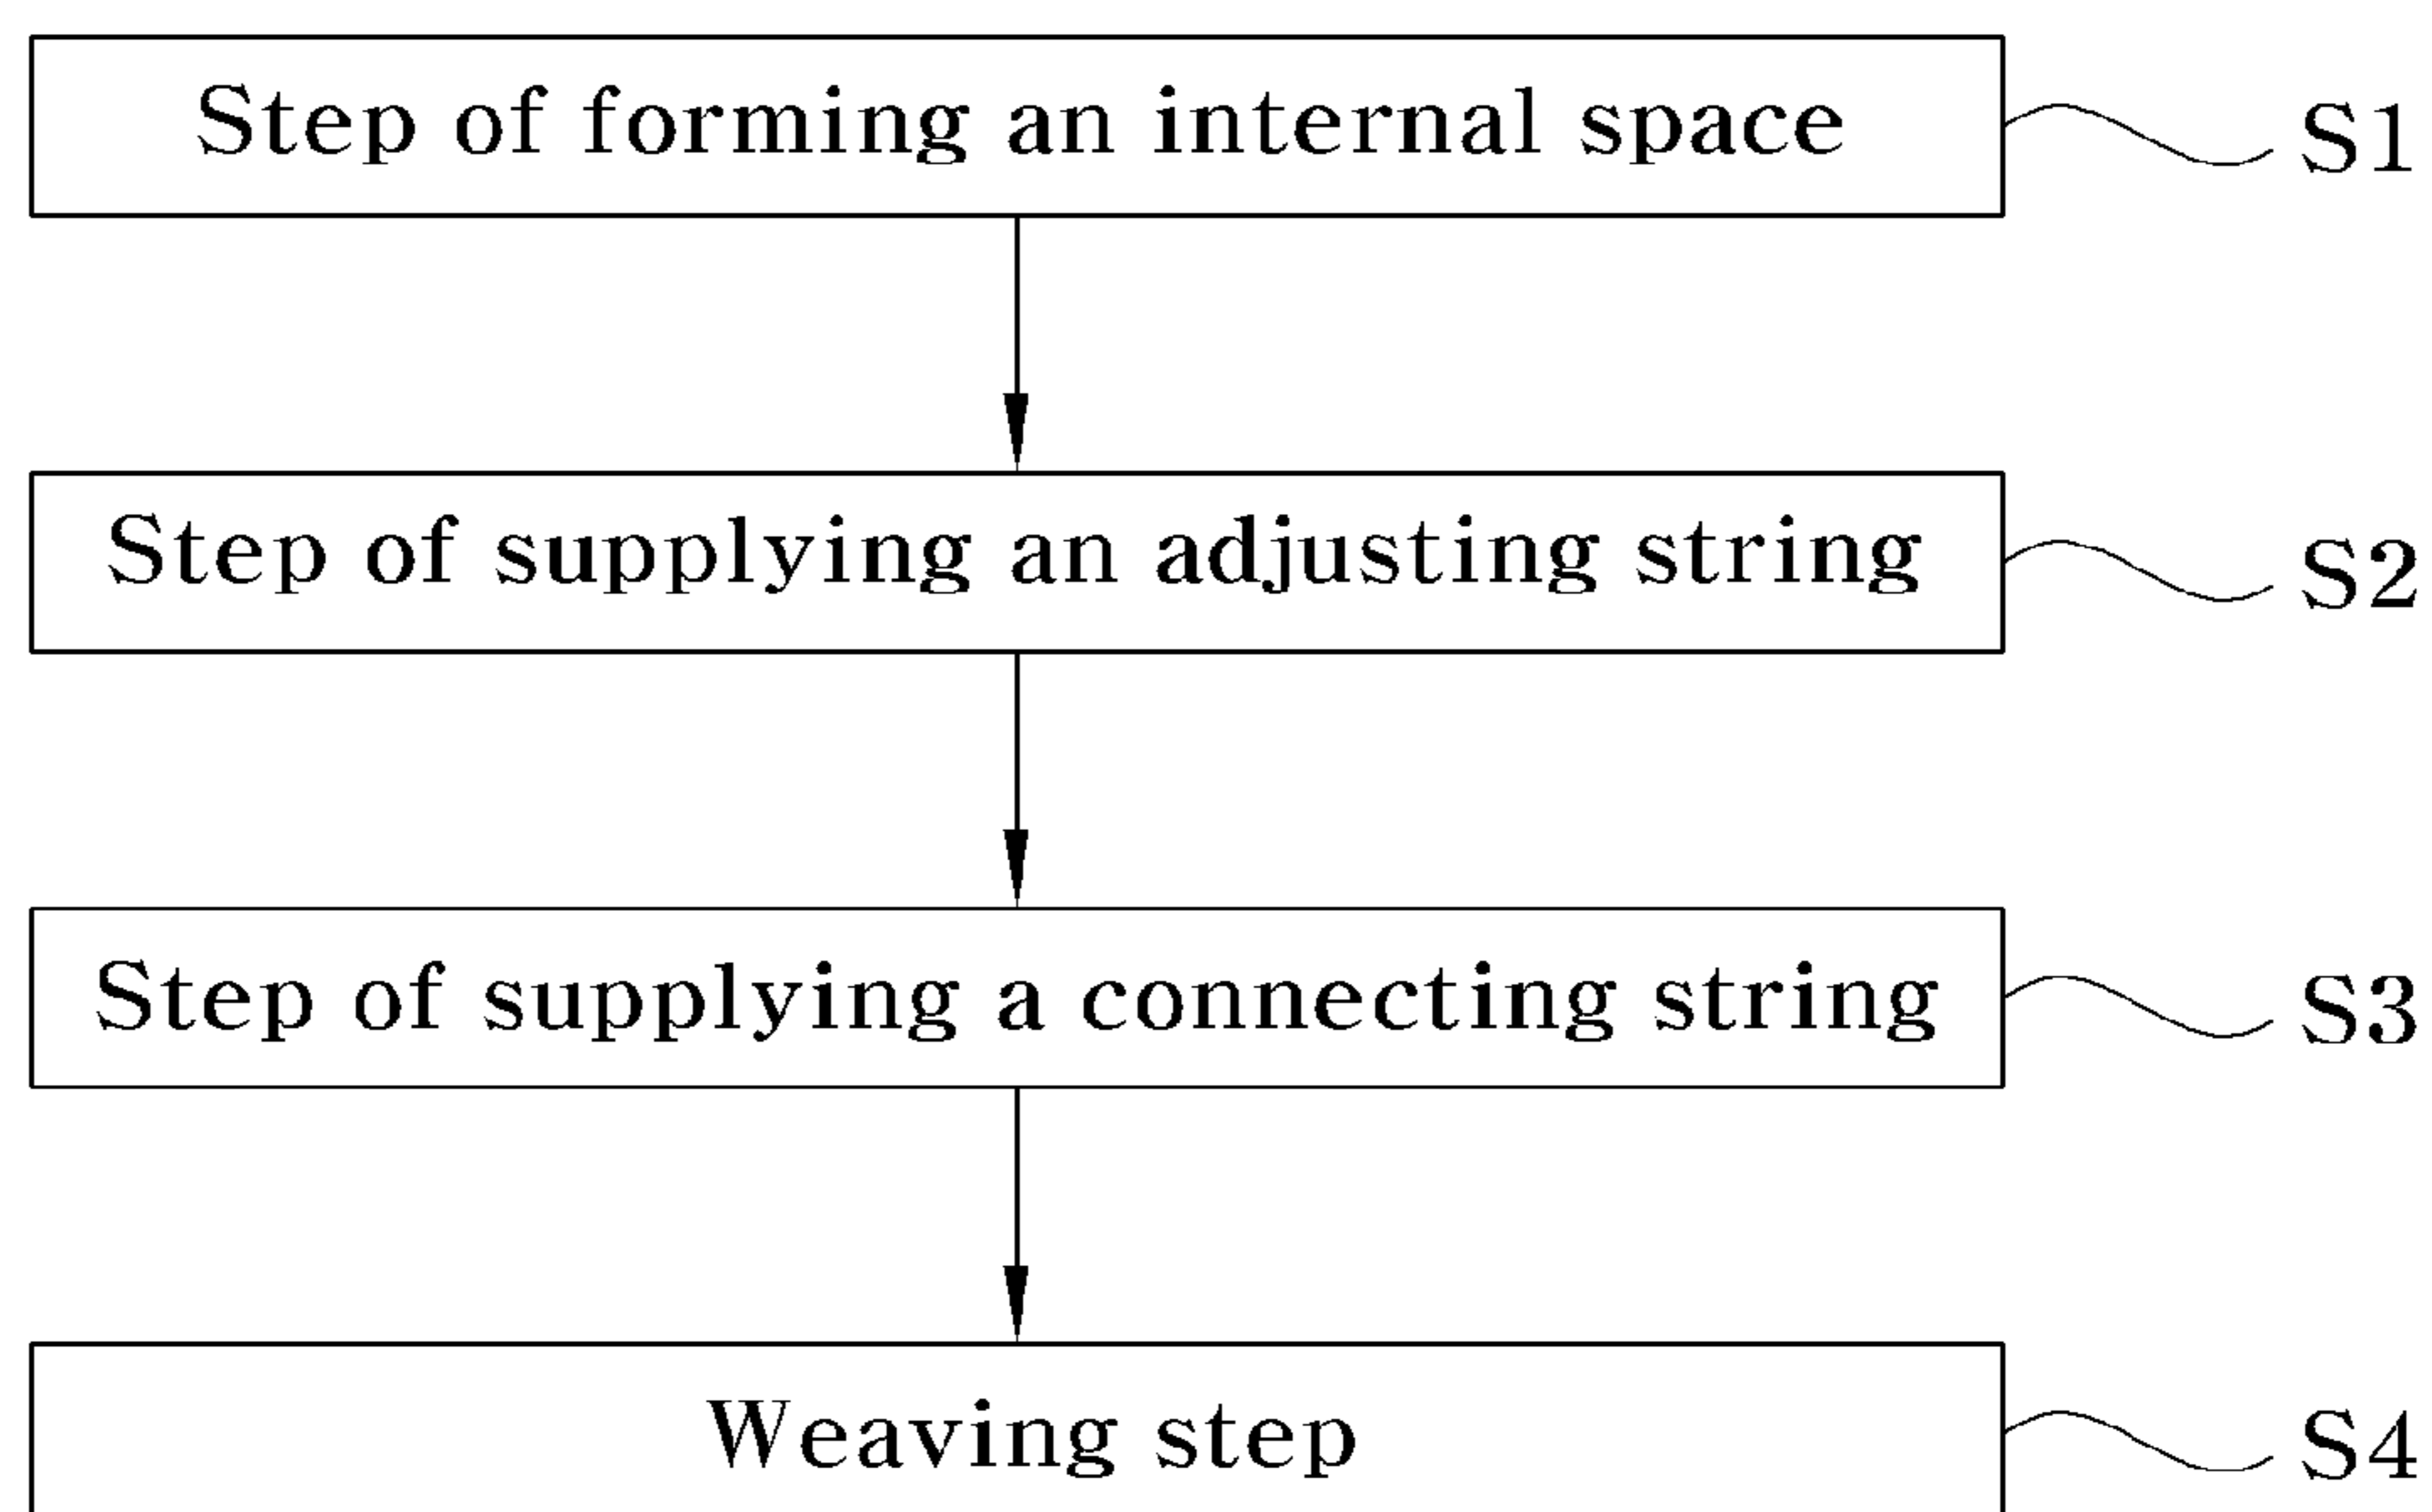 Step of forming an internal space S1
Step of supplying an adjusting string S2
Step of supplying a connecting string S3
Weaving step S4